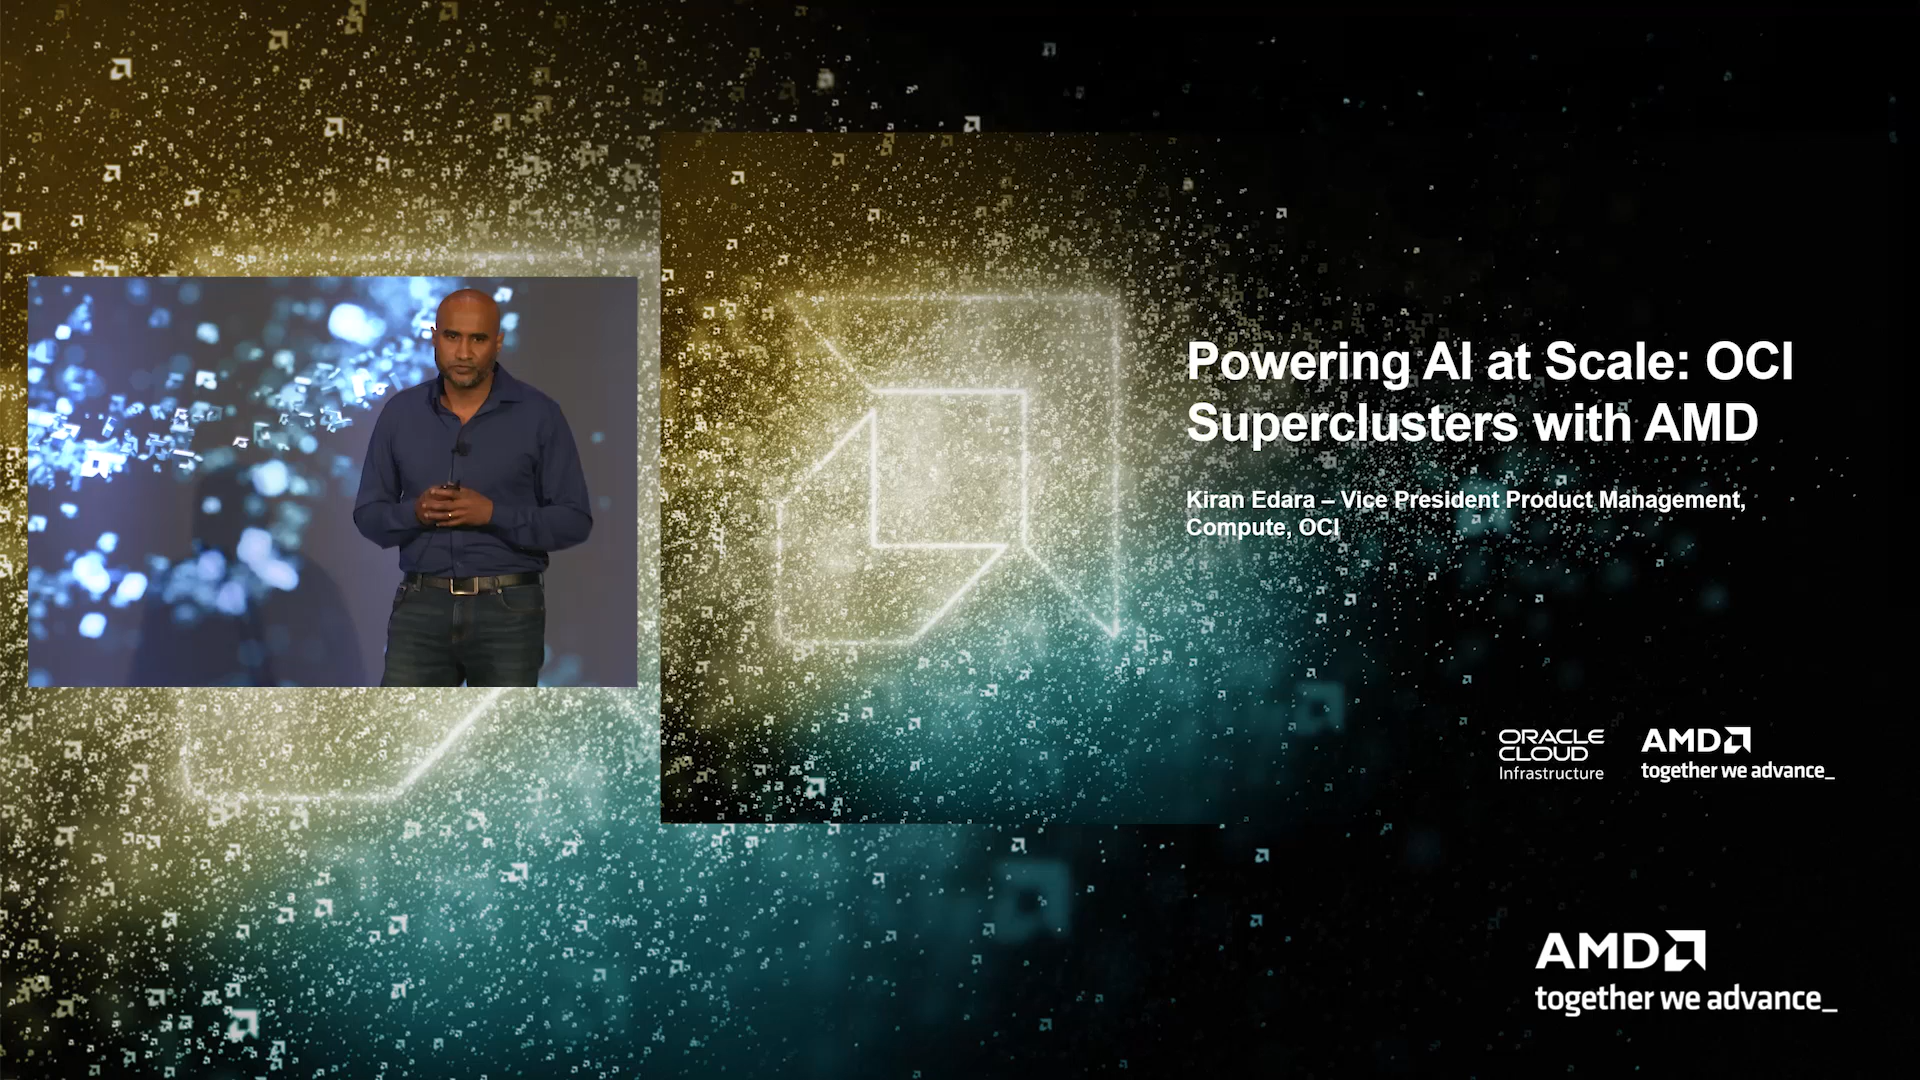 Powering AI at Scale: OCI
Superclusters with AMD
Kiran Edara – Vice President Product Management,
Compute, OCI
ORACLE
CLOUD
Infrastructure
AMD
together we advance_
AMD
together we advance_